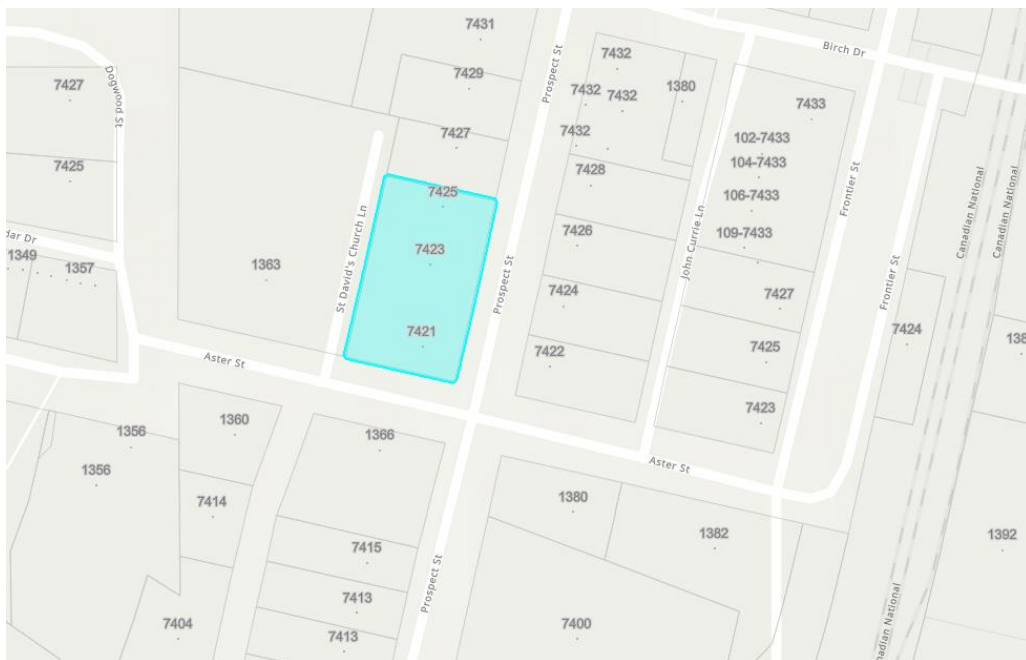 7431
Birch Dr
7429
7432
7427
Dogwood St
Prospect St
7432
7432
1380
7433
7427
7432
102-7433
7425
7428
104-7433
7425
106-7433
Frontier St
Canadian National
Canadian National
St David's Church Ln
7423
7426
109-7433
John Currie Ln
dar Dr
1349
1357
1363
Prospect St
7424
7427
Frontier St
7421
7422
7425
7424
138
Aster St
7423
1356
1360
1366
Aster St
1356
7414
1380
1382
1392
7415
Prospect St
7413
7404
7413
7400
anadian National